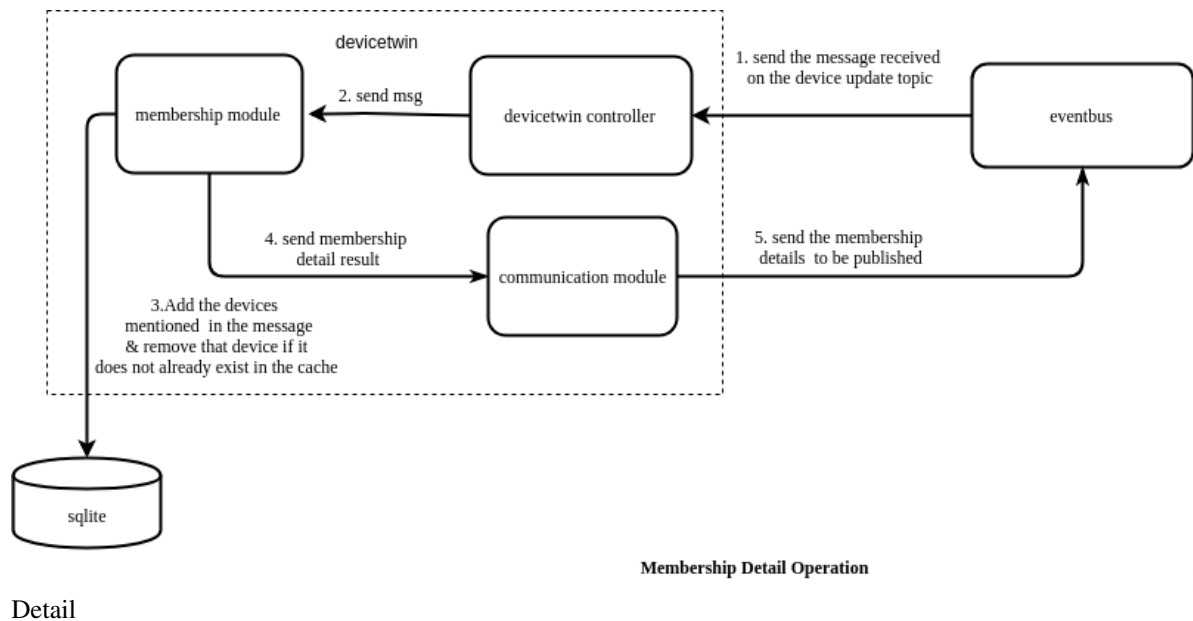 devicetwin
membership module
2. send msg
devicetwin controller
1. send the message received
on the device update topic
eventbus
4. send membership
detail result
communication module
5. send the membership
details to be published
3.Add the devices
mentioned in the message
& remove that device if it
does not already exist in the cache
sqlite
Membership Detail Operation
Detail